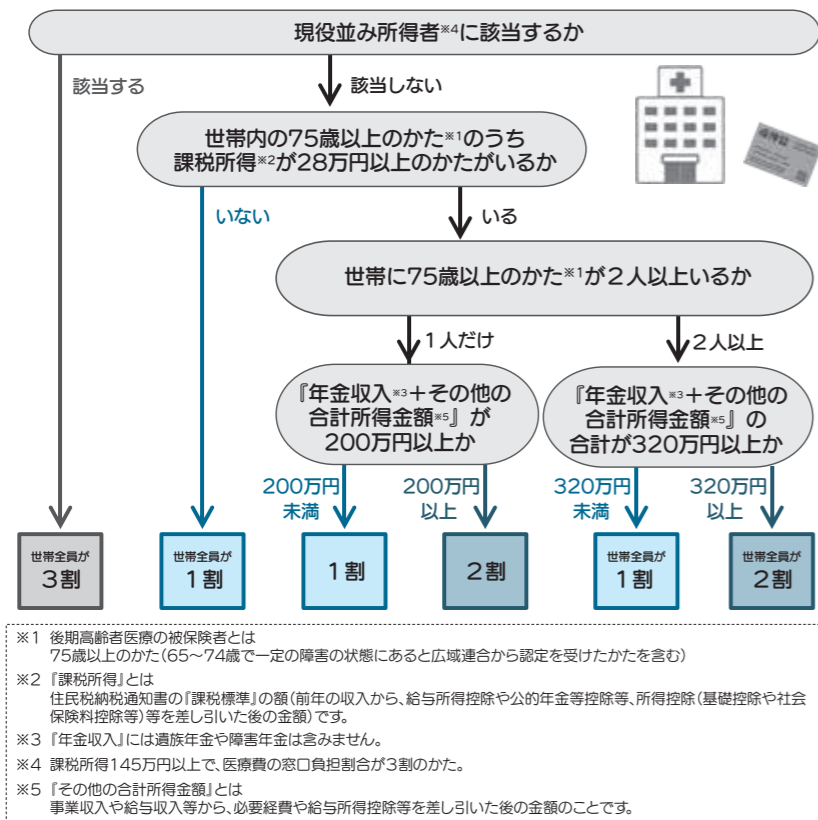 現役並み所得者※4に該当するか
該当する
該当しない
世帯内の75歳以上のかた※1のうち
課税所得※2が28万円以上のかたがいるか
いない
いる
世帯に75歳以上のかた※1が2人以上いるか
1人だけ
2人以上
『年金収入※3＋その他の
合計所得金額※5』が
200万円以上か
『年金収入※3＋その他の
合計所得金額※5』の
合計が320万円以上か
200万円
未満
200万円
以上
320万円
未満
320万円
以上
世帯全員が
3割
世帯全員が
1割
1割
2割
世帯全員が
1割
世帯全員が
2割
※1 後期高齢者医療の被保険者とは
75歳以上のかた（65〜74歳で一定の障害の状態にあると広域連合から認定を受けたかたを含む）
※2 『課税所得』とは
住民税納税通知書の『課税標準』の額（前年の収入から、給与所得控除や公的年金等控除等、所得控除（基礎控除や社会
保険料控除等）等を差し引いた後の金額）です。
※3 『年金収入』には遺族年金や障害年金は含みません。
※4 課税所得145万円以上で、医療費の窓口負担割合が3割のかた。
※5 『その他の合計所得金額』とは
事業収入や給与収入等から、必要経費や給与所得控除等を差し引いた後の金額のことです。